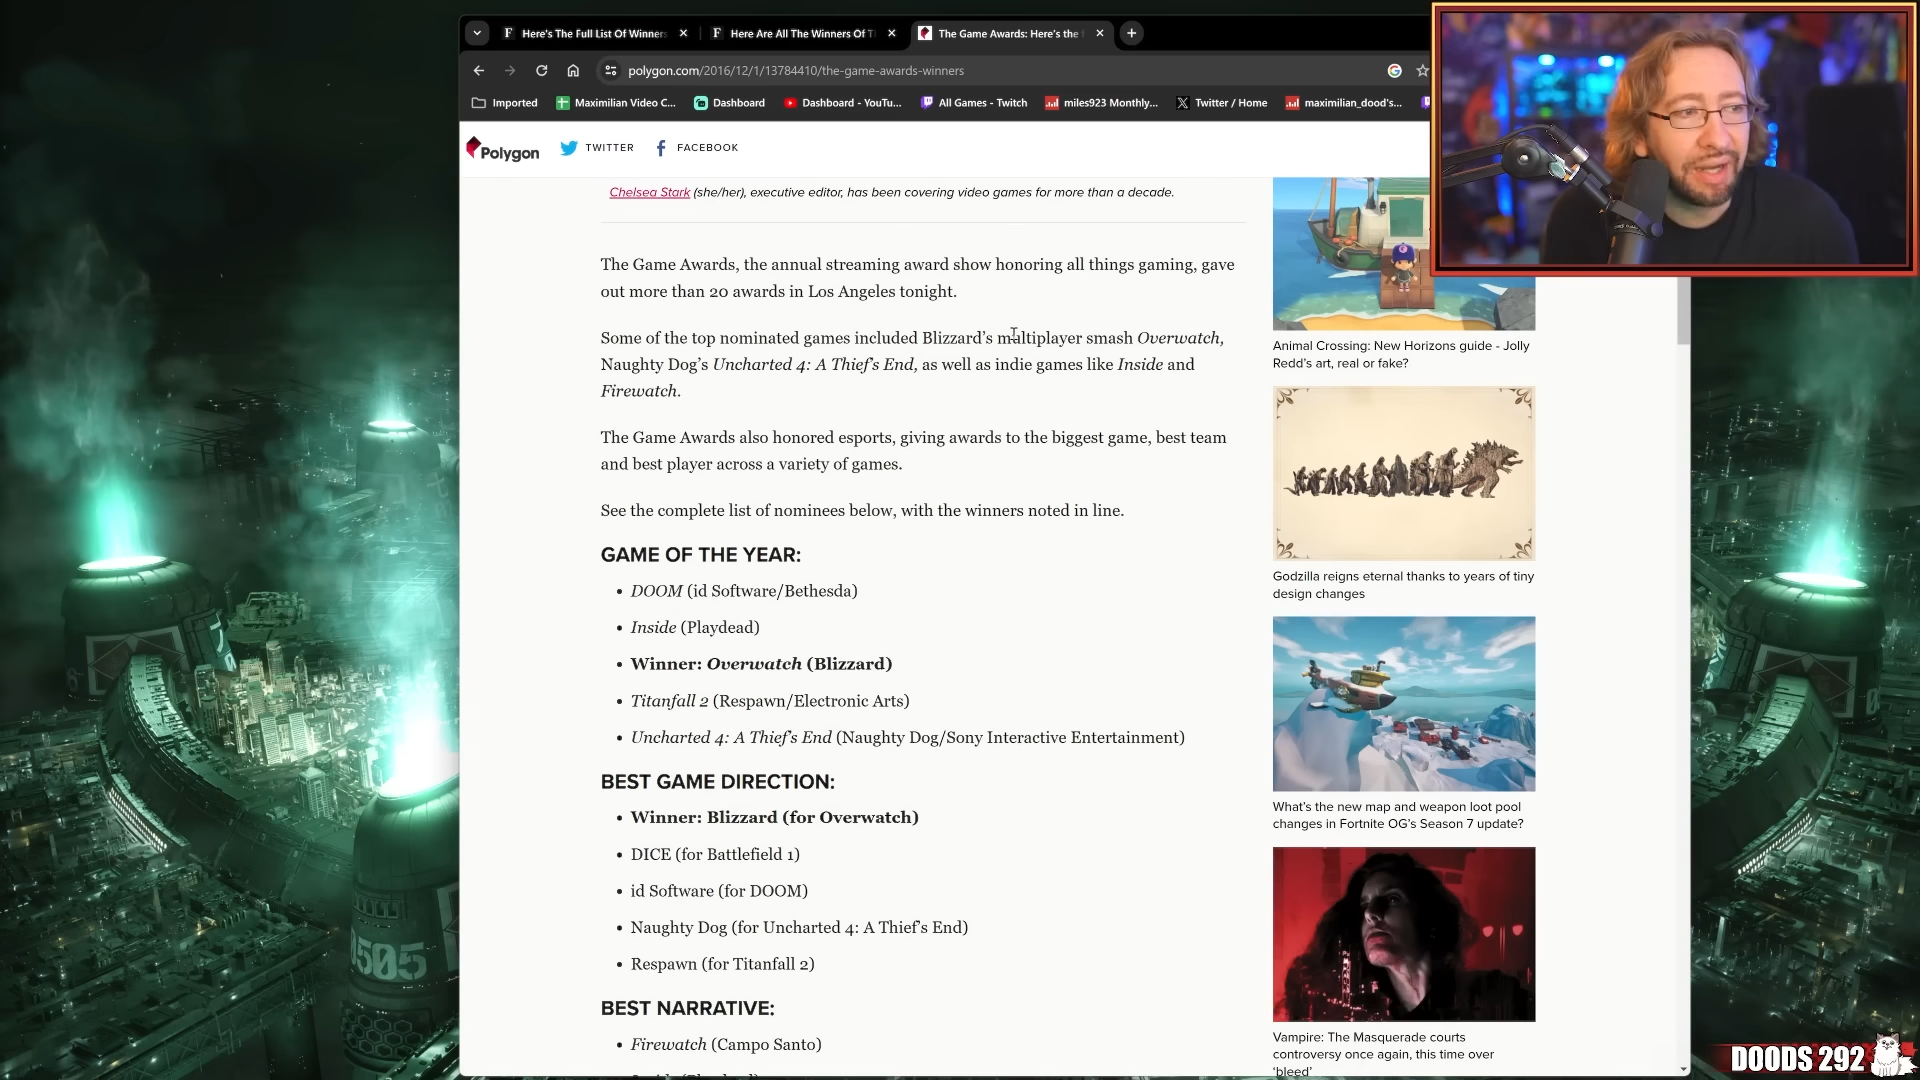 Here's The Full List Of Winners
Here Are All The Winners Of T
The Game Awards: Here's the f
polygon.com/2016/12/1/13784410/the-game-awards-winners
Imported
Maximilian Video C...
Dashboard
Dashboard - YouTu...
All Games - Twitch
miles923 Monthly...
Twitter / Home
maximilian_dood's...
Polygon
TWITTER
FACEBOOK
Chelsea Stark (she/her), executive editor, has been covering video games for more than a decade.
The Game Awards, the annual streaming award show honoring all things gaming, gave
out more than 20 awards in Los Angeles tonight.
Some of the top nominated games included Blizzard's multiplayer smash Overwatch,
Naughty Dog's Uncharted 4: A Thief's End, as well as indie games like Inside and
Firewatch.
The Game Awards also honored esports, giving awards to the biggest game, best team
and best player across a variety of games.
See the complete list of nominees below, with the winners noted in line.
GAME OF THE YEAR:
• DOOM (id Software/Bethesda)
• Inside (Playdead)
• Winner: Overwatch (Blizzard)
• Titanfall 2 (Respawn/Electronic Arts)
• Uncharted 4: A Thief's End (Naughty Dog/Sony Interactive Entertainment)
BEST GAME DIRECTION:
• Winner: Blizzard (for Overwatch)
• DICE (for Battlefield 1)
• id Software (for DOOM)
• Naughty Dog (for Uncharted 4: A Thief's End)
• Respawn (for Titanfall 2)
BEST NARRATIVE:
• Firewatch (Campo Santo)
Animal Crossing: New Horizons guide - Jolly
Redd's art, real or fake?
Godzilla reigns eternal thanks to years of tiny
design changes
What's the new map and weapon loot pool
changes in Fortnite OG's Season 7 update?
Vampire: The Masquerade courts
controversy once again, this time over
'bleed'
0505
DOODS 292